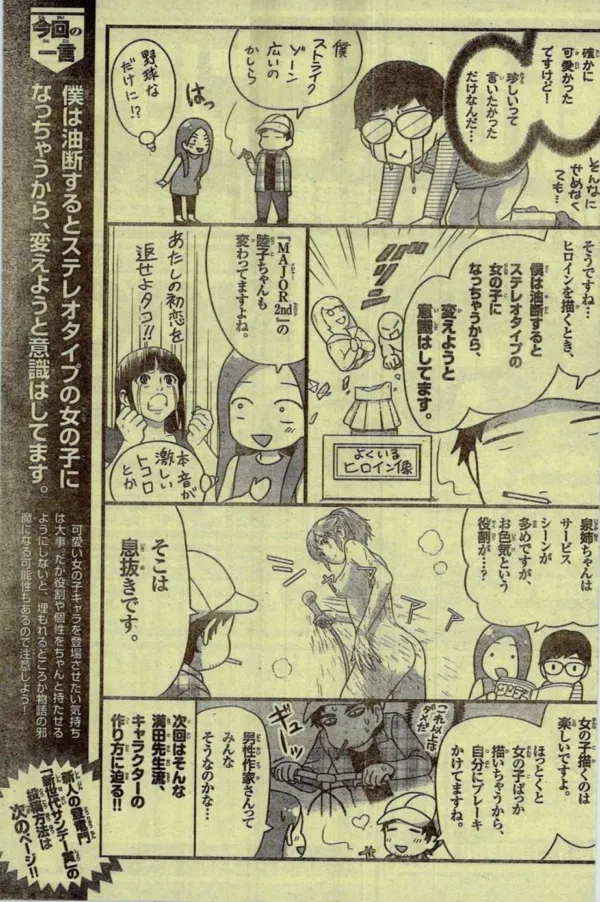 確かに
可愛かった
ですけど！
珍しいって
言いたかった
だけなんだ…
そんなに
せめなく
ても…
僕
ストライク
ゾーン
広いの
かしら
はっ
野球な
だけに!?
そうですね。
ヒロインを描くとき、
僕は油断すると
ステレオタイプの
女の子に
なっちゃうから、
変えようと
意識はしてます。
バリーン
よくいる
ヒロイン像
『MAJOR
2nd』の
睦子ちゃんも
変わってますよね。
あたしの初恋を
返せよタコ!!
本音が
激しい
トコロ
とか
泉姉ちゃんは
サービス
シーンが
多めですが、
お色気という
役割が…？
シャアア
そこは
息抜きです。
女の子描くのは
楽しいですよ。
ほっとくと
女の子ばっか
描いちゃうから、
自分にブレーキ
かけてますね。
これ以上は
ダメだ
男性作家さんって
みんな
そうなのかな…
次回はそんな
満田先生流、
キャラクターの
作り方に迫る!!
今回の
一言
僕は油断するとステレオタイプの女の子に
なっちゃうから、変えようと意識はしてます。
可愛い女の子キャラを登場させたい気持ち
は大事。だが役割や個性をちゃんと持たせる
ようにしないと、埋もれるどころか物語の邪
魔になる可能性もあるので注意しよう！
新人の登竜門
「新世代サンデー賞」の
投稿方法は
次のページ!!